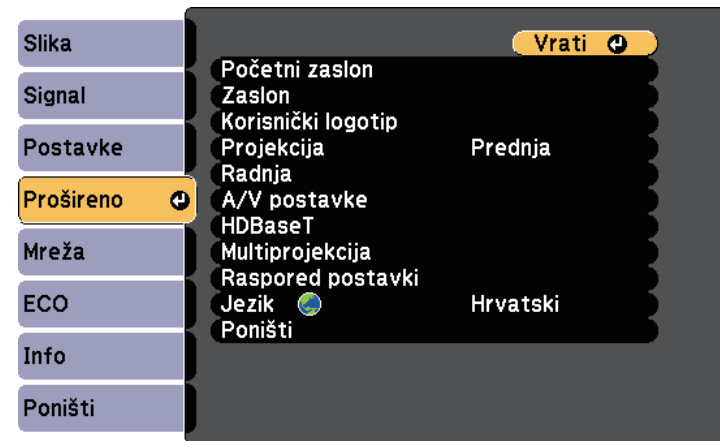 Slika
Signal
Postavke
Prošireno
Mreža
ECO
Info
Poništi
Vrati
Početni zaslon
Zaslon
Korisnički logotip
Projekcija Prednja
Radnja
A/V postavke
HDBaseT
Multiprojekcija
Raspored postavki
Jezik Hrvatski
Poništi